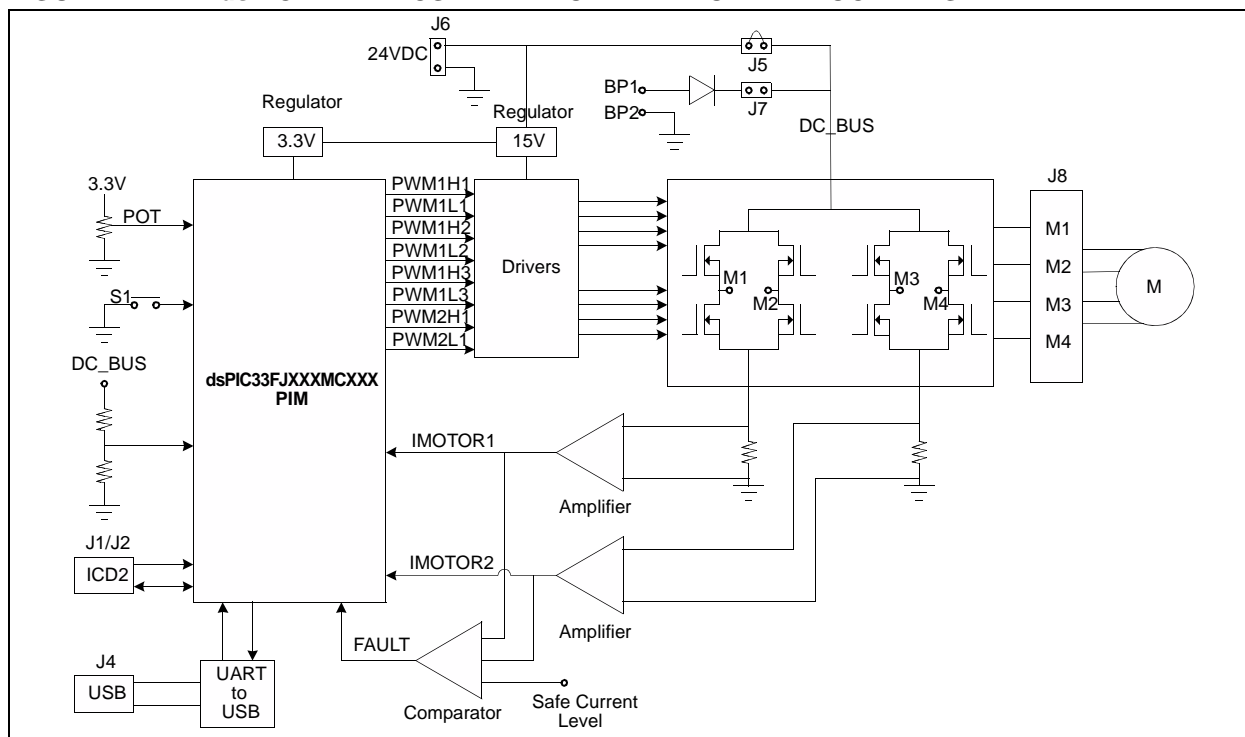 J6
24VDC
J5
BP1
J7
BP2
DC_BUS
Regulator
3.3V
Regulator
15V
3.3V
POT
S1
DC_BUS
dsPIC33FJXXXMCXXX
PIM
PWM1H1
PWM1L1
PWM1H2
PWM1L2
PWM1H3
PWM1L3
PWM2H1
PWM2L1
Drivers
M1
M2
M3
M4
J8
M1
M2
M3
M4
M
IMOTOR1
Amplifier
IMOTOR2
Amplifier
J1/J2
ICD2
FAULT
Comparator
Safe Current
Level
J4
USB
UART
to
USB